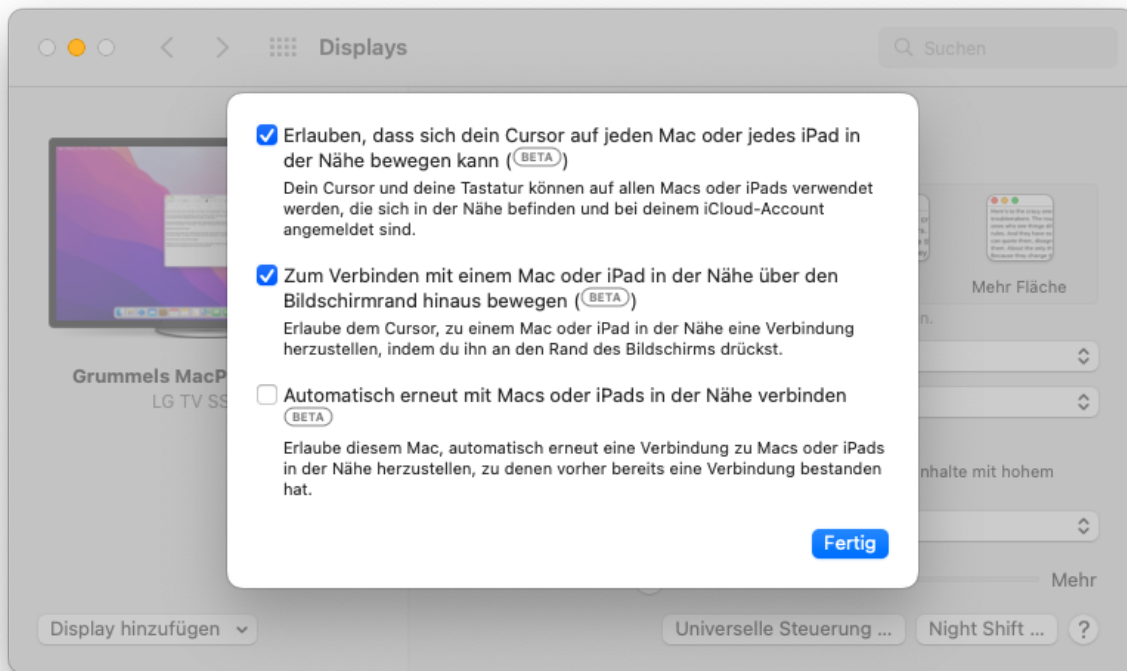 Displays
Suchen
Erlauben, dass sich dein Cursor auf jeden Mac oder jedes iPad in
der Nähe bewegen kann (BETA)
Dein Cursor und deine Tastatur können auf allen Macs oder iPads verwendet
werden, die sich in der Nähe befinden und bei deinem iCloud-Account
angemeldet sind.
Zum Verbinden mit einem Mac oder iPad in der Nähe über den
Bildschirmrand hinaus bewegen (BETA)
Erlaube dem Cursor, zu einem Mac oder iPad in der Nähe eine Verbindung
herzustellen, indem du ihn an den Rand des Bildschirms drückst.
Automatisch erneut mit Macs oder iPads in der Nähe verbinden
BETA
Erlaube diesem Mac, automatisch erneut eine Verbindung zu Macs oder iPads
in der Nähe herzustellen, zu denen vorher bereits eine Verbindung bestanden
hat.
Fertig
Grummels MacP
LG TV SS
Mehr Fläche
n.
nhalte mit hohem
Mehr
Display hinzufügen
Universelle Steuerung ...
Night Shift ...
?